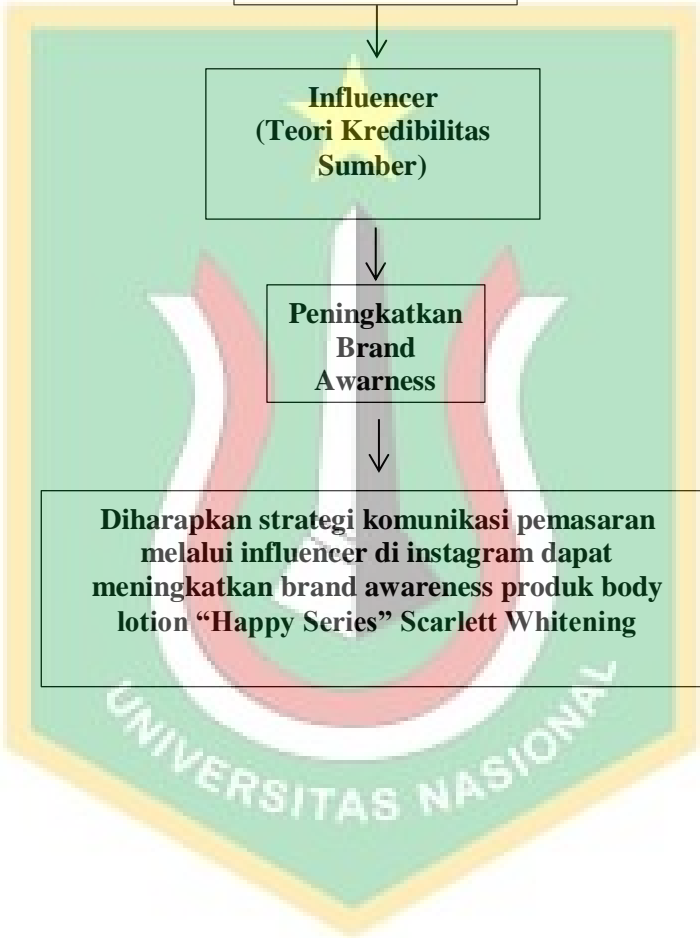 Influencer
(Teori Kredibilitas
Sumber)
Peningkatkan
Brand
Awarness
Diharapkan strategi komunikasi pemasaran
melalui influencer di instagram dapat
meningkatkan brand awareness produk body
lotion “Happy Series” Scarlett Whitening
UNIVERSITAS NASIONAL